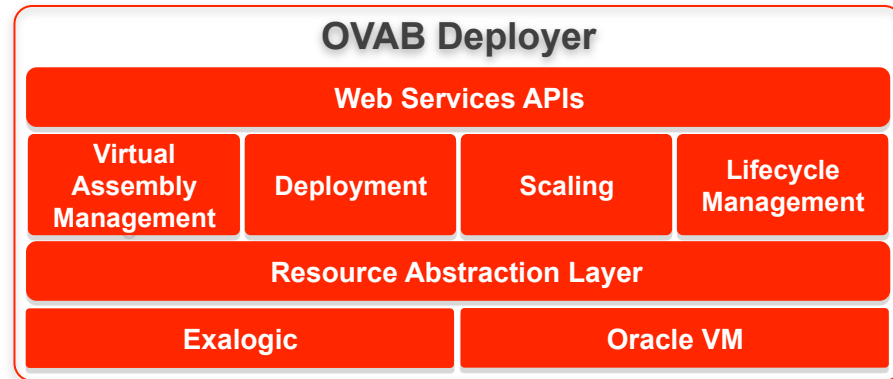 OVAB Deployer
Web Services APIs
Virtual
Assembly
Management
Deployment
Scaling
Lifecycle
Management
Resource Abstraction Layer
Exalogic
Oracle VM